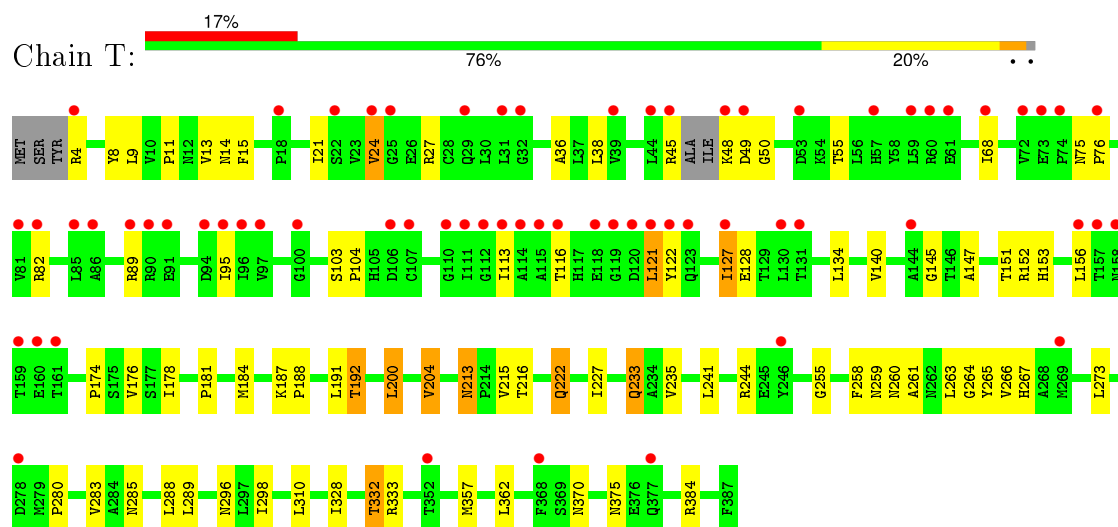 17%
Chain T:
76% 20% • •
MET SER TYR R4 Y8 L9 V10 P11 N12 V13 N14 F15 P18 I21 S22 V23 V24 G25 E26 R27 C28 Q29 L30 L31 G32 A36 L37 L38 V39 L44 R45 ALA ILE K48 D49 G50 D53 K54 T55 L56 H57 Y58 L59 R60 E61 I68 V72 E73 P74 N75 P76
V81 R82 L85 A86 R89 R90 E91 D94 I95 I96 V97 G100 S103 P104 H105 D106 C107 G110 I111 G112 I113 A114 A115 T116 H117 E118 G119 D120 L121 Y122 Q123 I127 E128 T129 L130 T131 L134 V140 A144 G145 T146 A147 T151 R152 H153 L156 T157
T159 E160 T161 P174 S175 V176 S177 I178 P181 M184 K187 P188 L191 T192 L200 V204 N213 P214 V215 T216 Q222 I227 Q233 A234 V235 L241 R244 E245 Y246 G255 F258 N259 N260 A261 N262 L263 G264 Y265 V266 H267 A268 M269 L273
D278 M279 P280 V283 A284 N285 L288 L289 N296 L297 I298 L310 I328 T332 R333 T352 M357 L362 F368 S369 N370 N375 E376 Q377 R384 F387